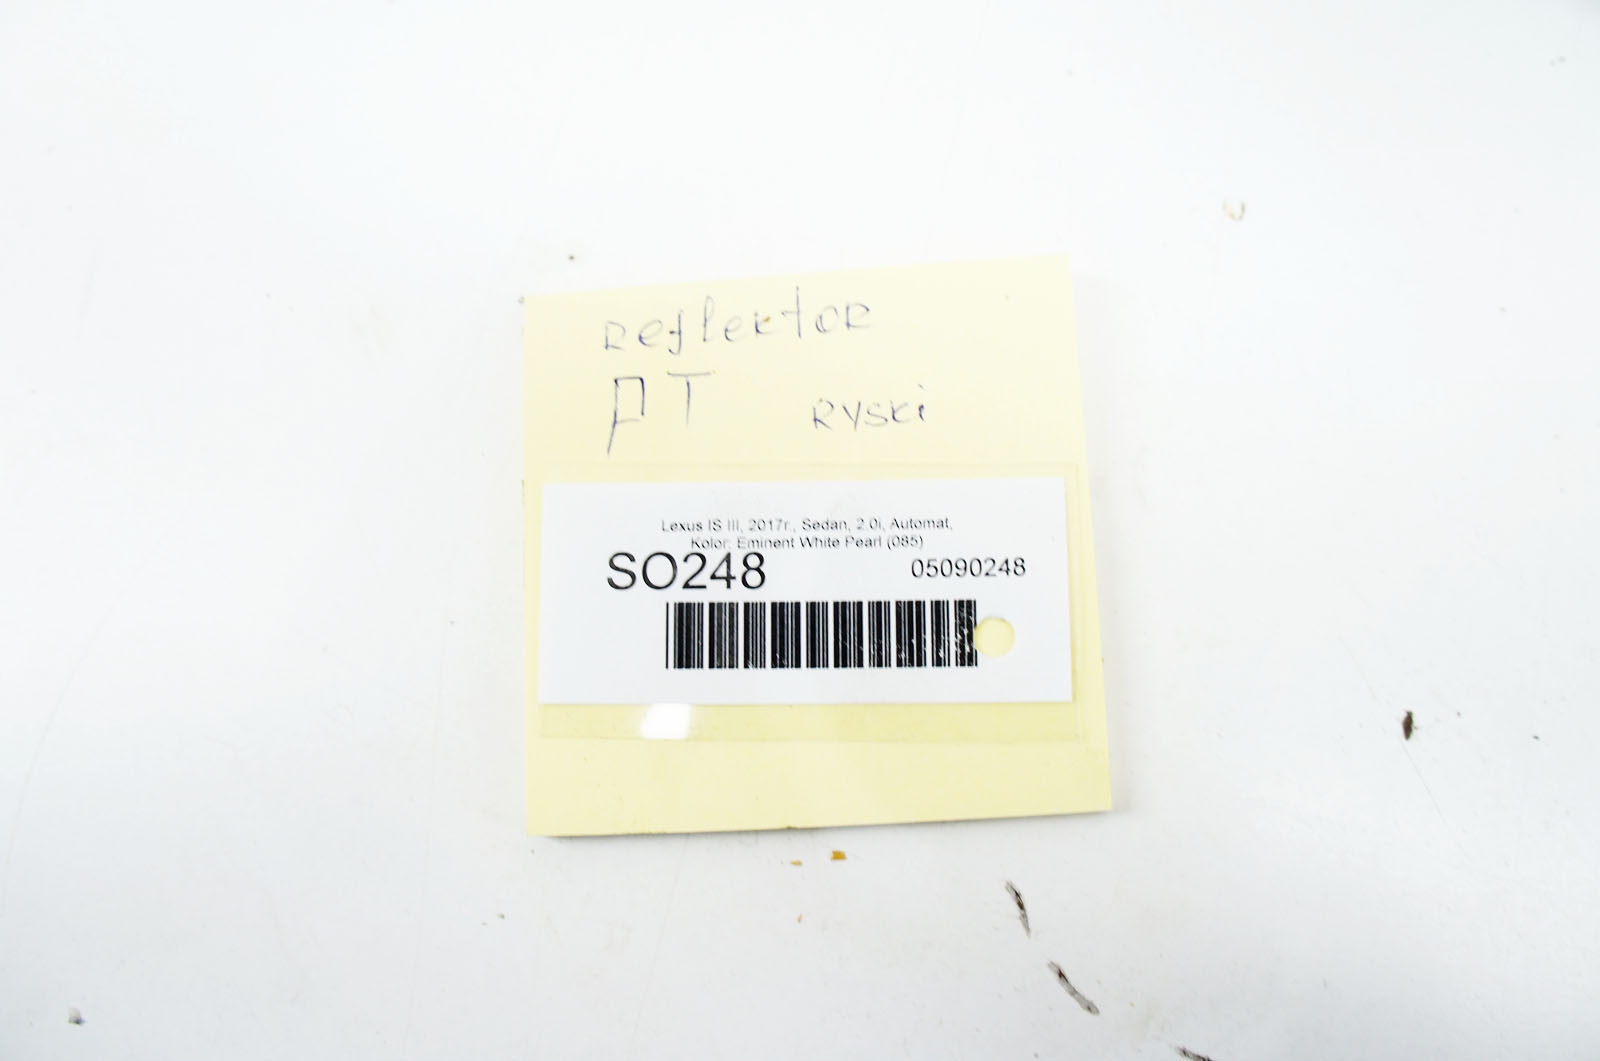 Reflektor
PT RYSKi
Lexus IS III, 2017r., Sedan, 2.0i, Automat,
Kolor: Eminent White Pearl (085)
SO248 05090248